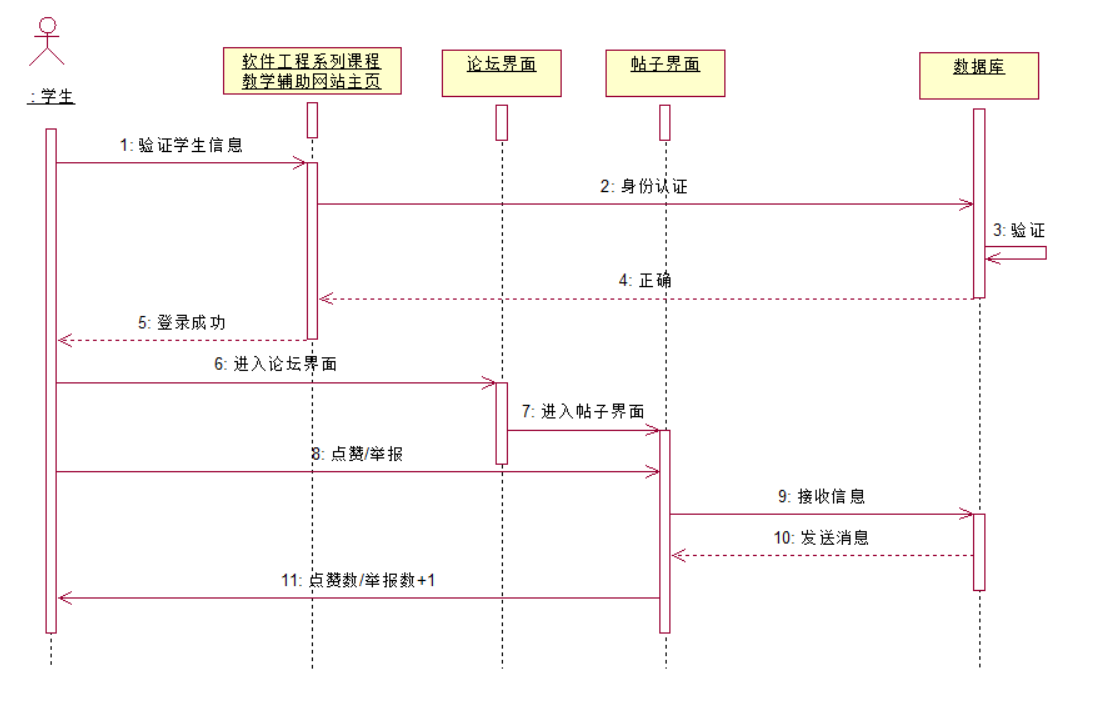 软件工程系列课程
教学辅助网站主页
论坛界面
帖子界面
数据库
: 学生
1: 验证学生信息
2: 身份认证
3: 验证
4: 正确
5: 登录成功
6: 进入论坛界面
7: 进入帖子界面
8: 点赞/举报
9: 接收信息
10: 发送消息
11: 点赞数/举报数+1